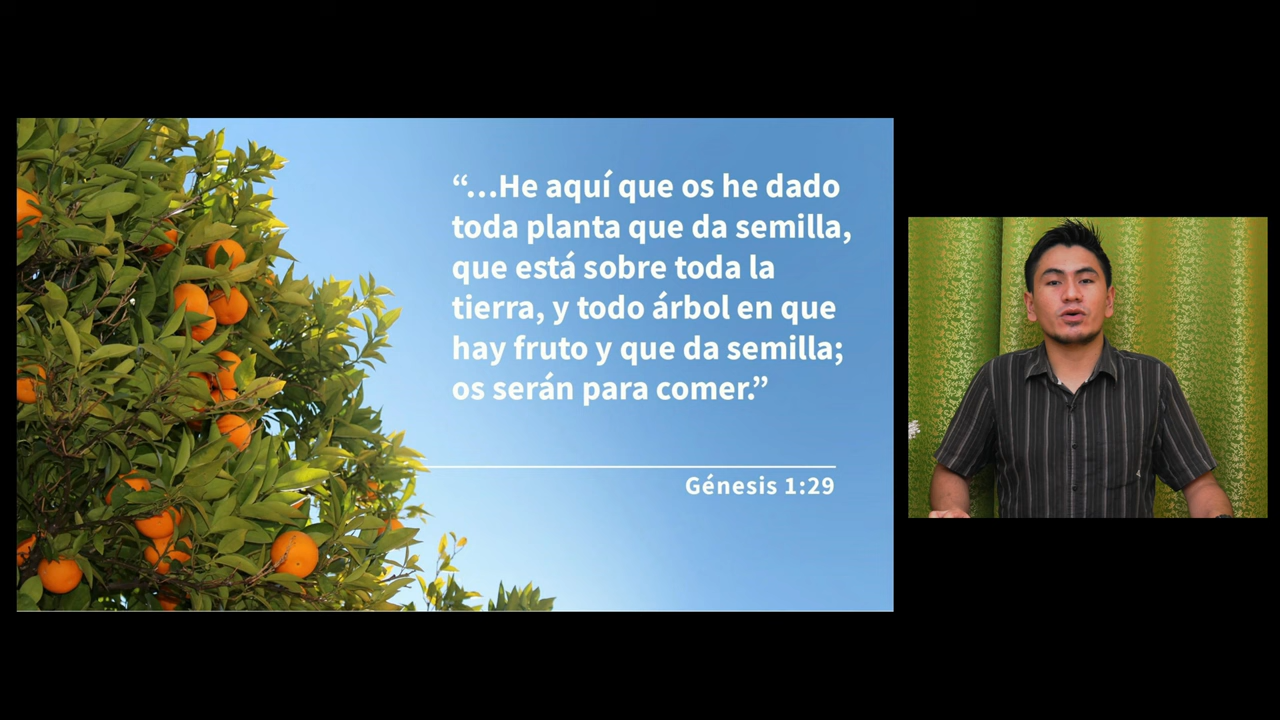 “...He aquí que os he dado
toda planta que da semilla,
que está sobre toda la
tierra, y todo árbol en que
hay fruto y que da semilla;
os serán para comer.”
Génesis 1:29